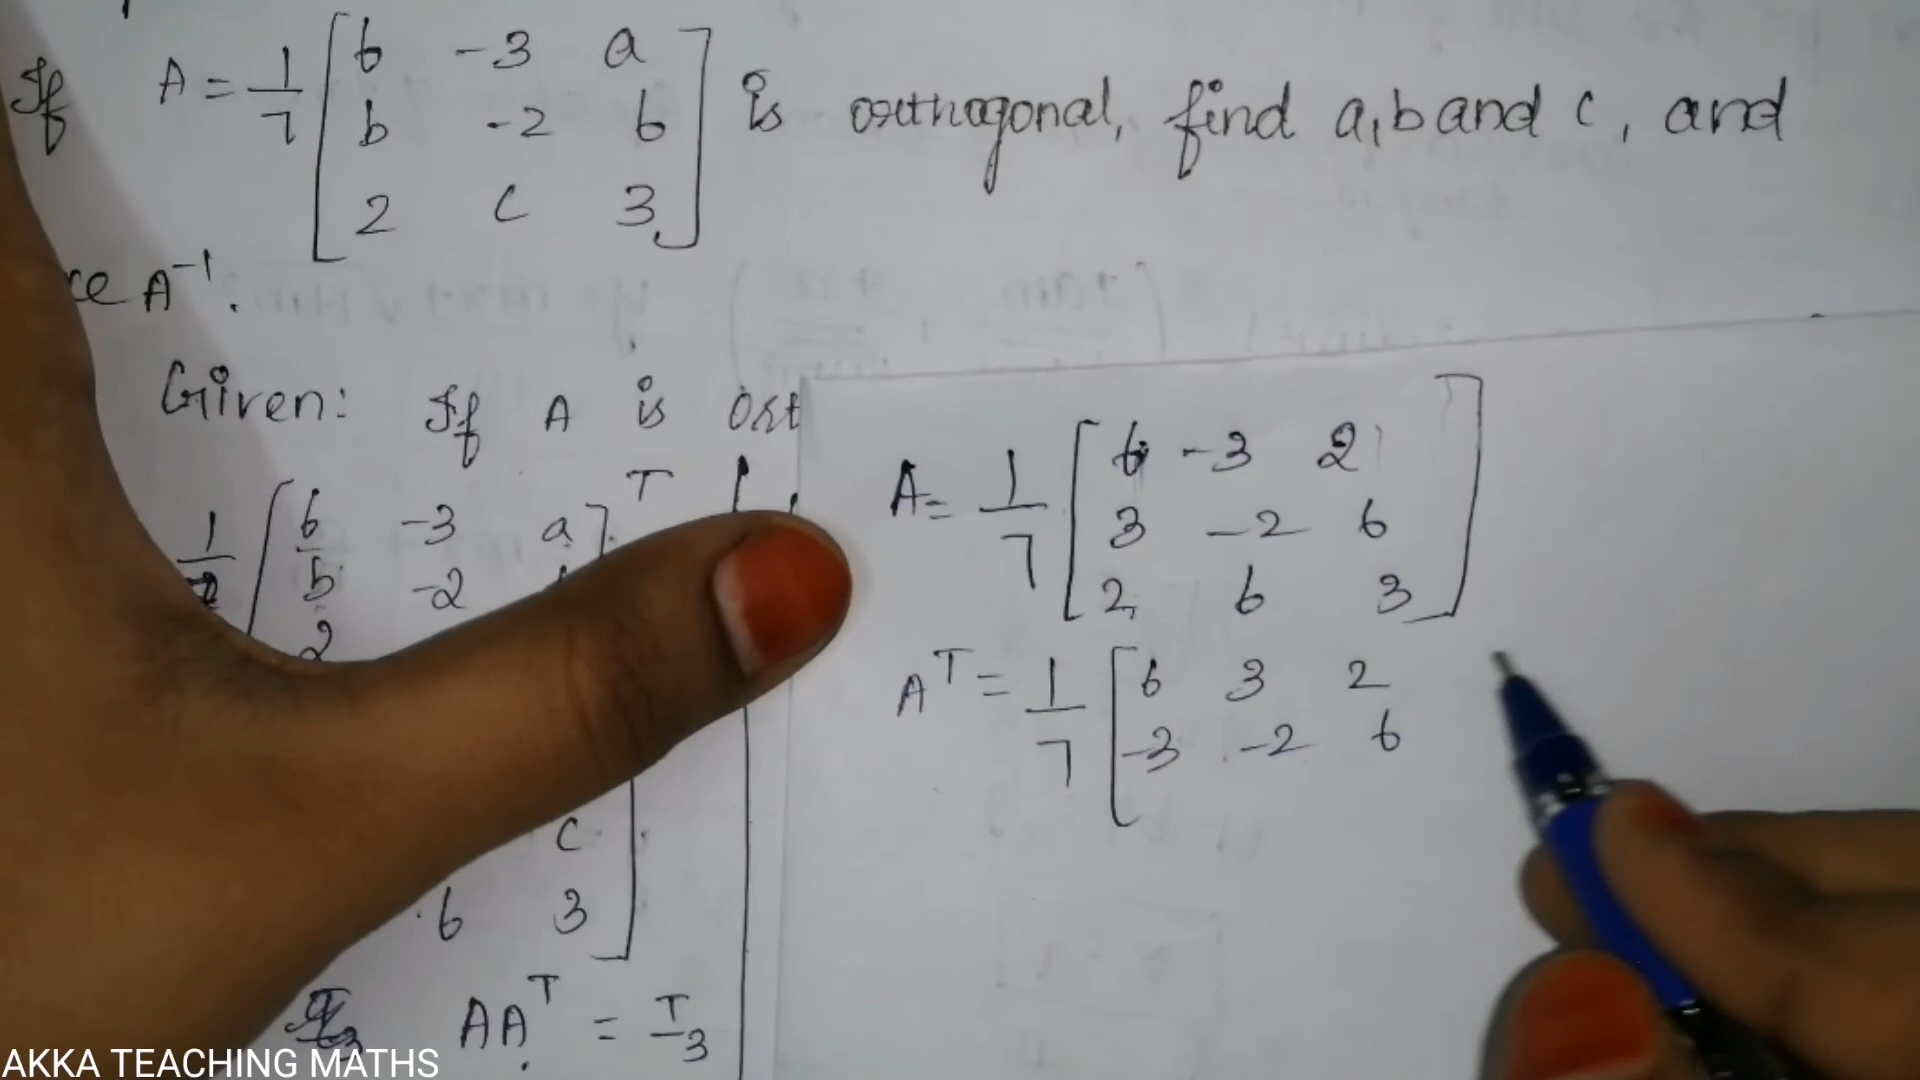 If A = 1/7 [6 -3 a
b -2 6
2 c 3] is orthogonal, find a, b and c, and
A⁻¹.
Given: If A is
1/7 [6 -3 a]ᵀ
b -2
2
c
6 3
AAᵀ = I₃
A = 1/7 [6 -3 2
3 -2 6
2 6 3]
Aᵀ = 1/7 [6 3 2
-3 -2 6
AKKA TEACHING MATHS